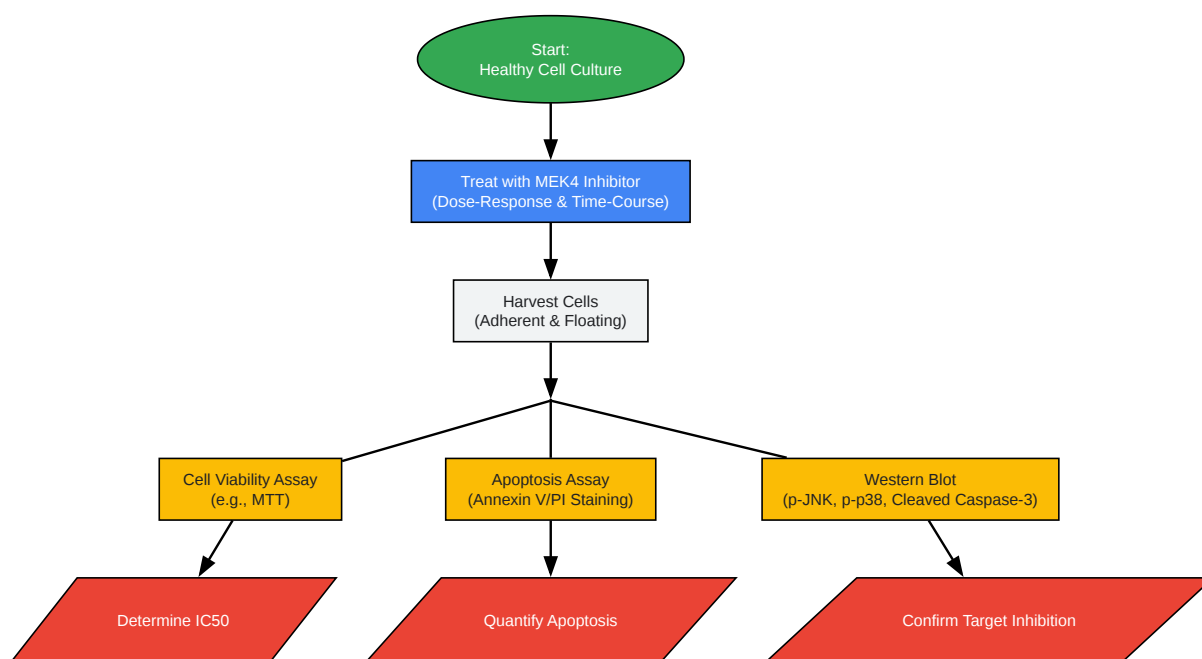 Start:
Healthy Cell Culture
Treat with MEK4 Inhibitor
(Dose-Response & Time-Course)
Harvest Cells
(Adherent & Floating)
Cell Viability Assay
(e.g., MTT)
Apoptosis Assay
(Annexin V/PI Staining)
Western Blot
(p-JNK, p-p38, Cleaved Caspase-3)
Determine IC50
Quantify Apoptosis
Confirm Target Inhibition